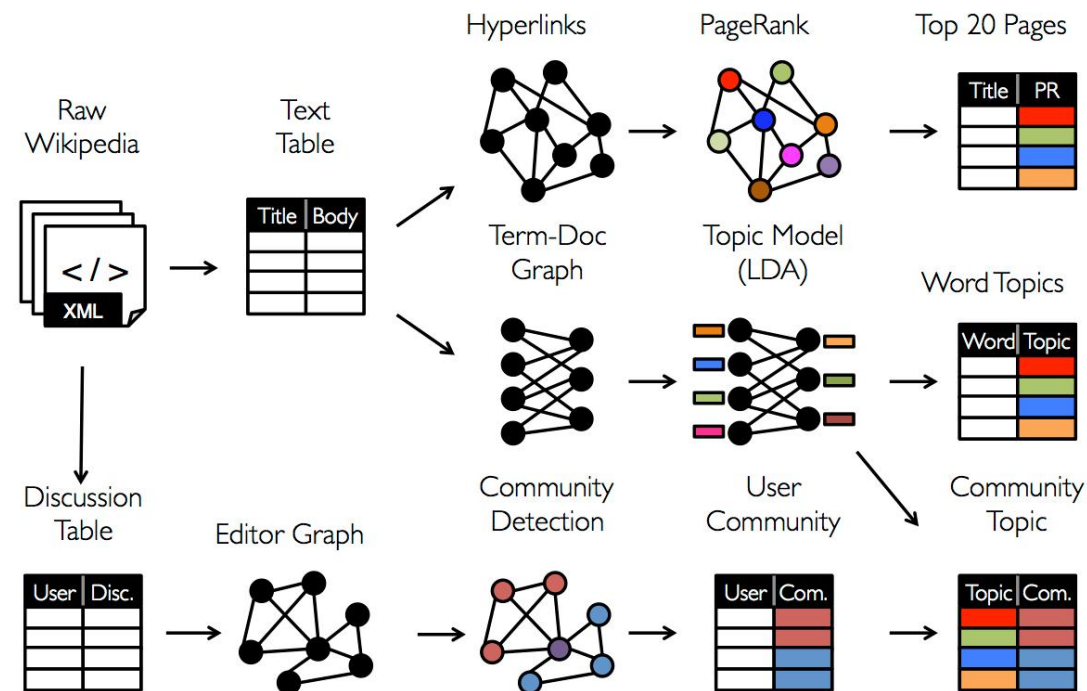 Hyperlinks
PageRank
Top 20 Pages
Raw
Wikipedia
Text
Table
Title PR
Title Body
</>
XML
Term-Doc
Graph
Topic Model
(LDA)
Word Topics
Word Topic
Discussion
Table
Editor Graph
Community
Detection
User
Community
Community
Topic
User Disc.
User Com.
Topic Com.